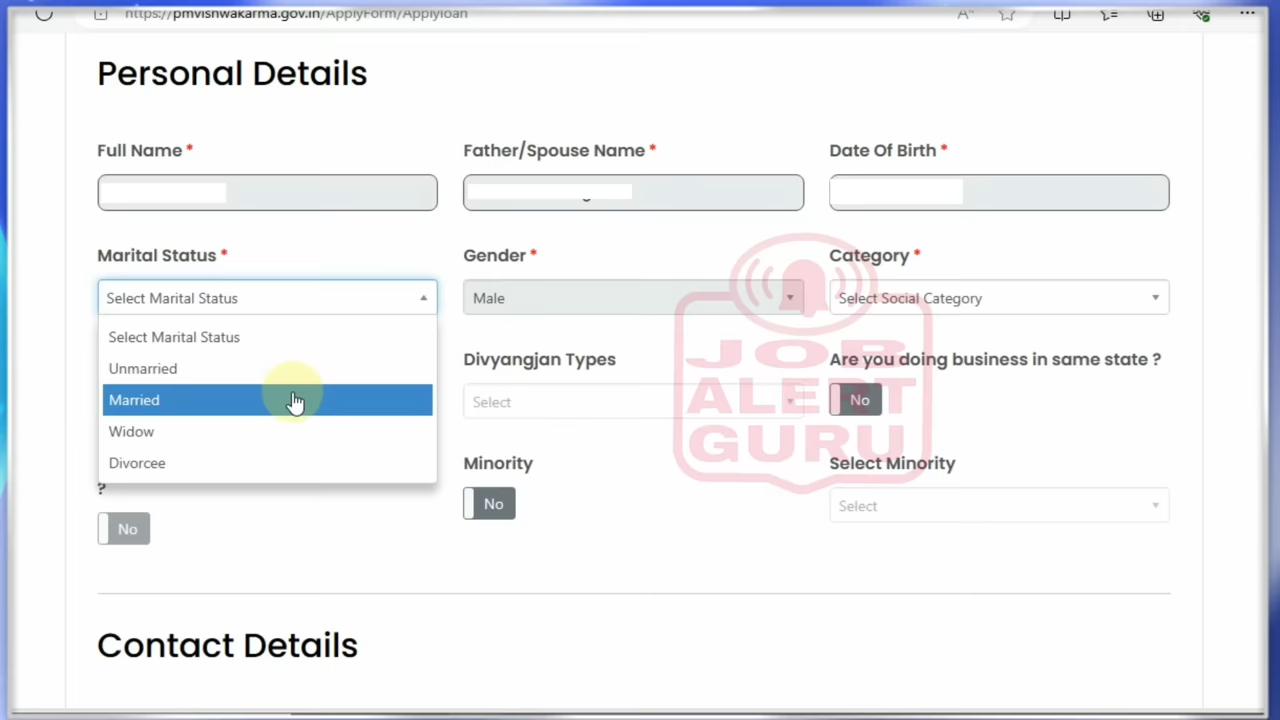 https://pmvishwakarma.gov.in/ApplyForm/Applyloan
Personal Details
Full Name *
Father/Spouse Name *
Date Of Birth *
Marital Status *
Gender *
Category *
Select Marital Status
Male
Select Social Category
Select Marital Status
Unmarried
Married
Widow
Divorcee
Divyangjan Types
Are you doing business in same state ?
Select
No
?
No
Minority
Select Minority
No
Select
JOB
ALERT
GURU
Contact Details